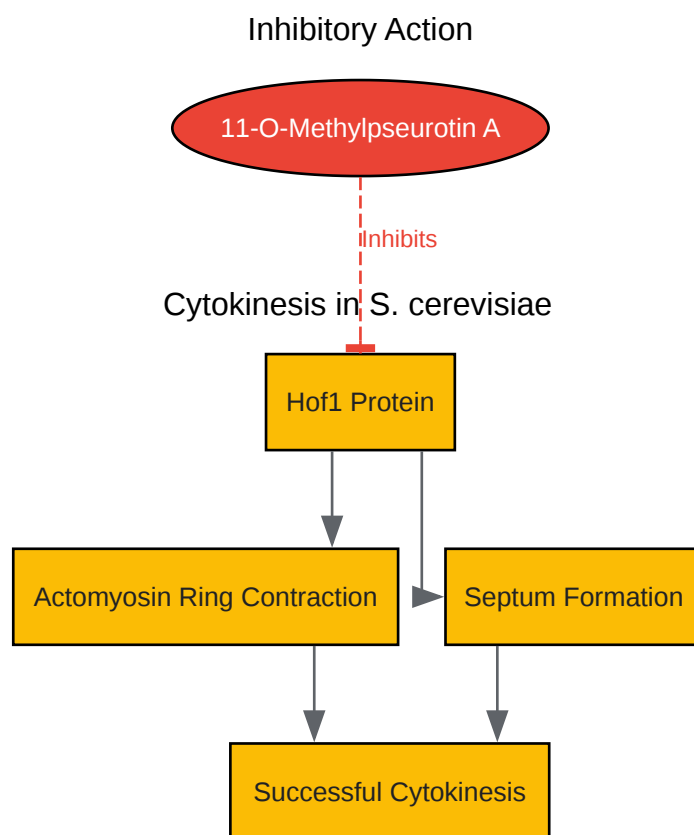 Inhibitory Action
11-O-Methylpseurotin A
Inhibits
Cytokinesis in S. cerevisiae
Hof1 Protein
Actomyosin Ring Contraction
Septum Formation
Successful Cytokinesis